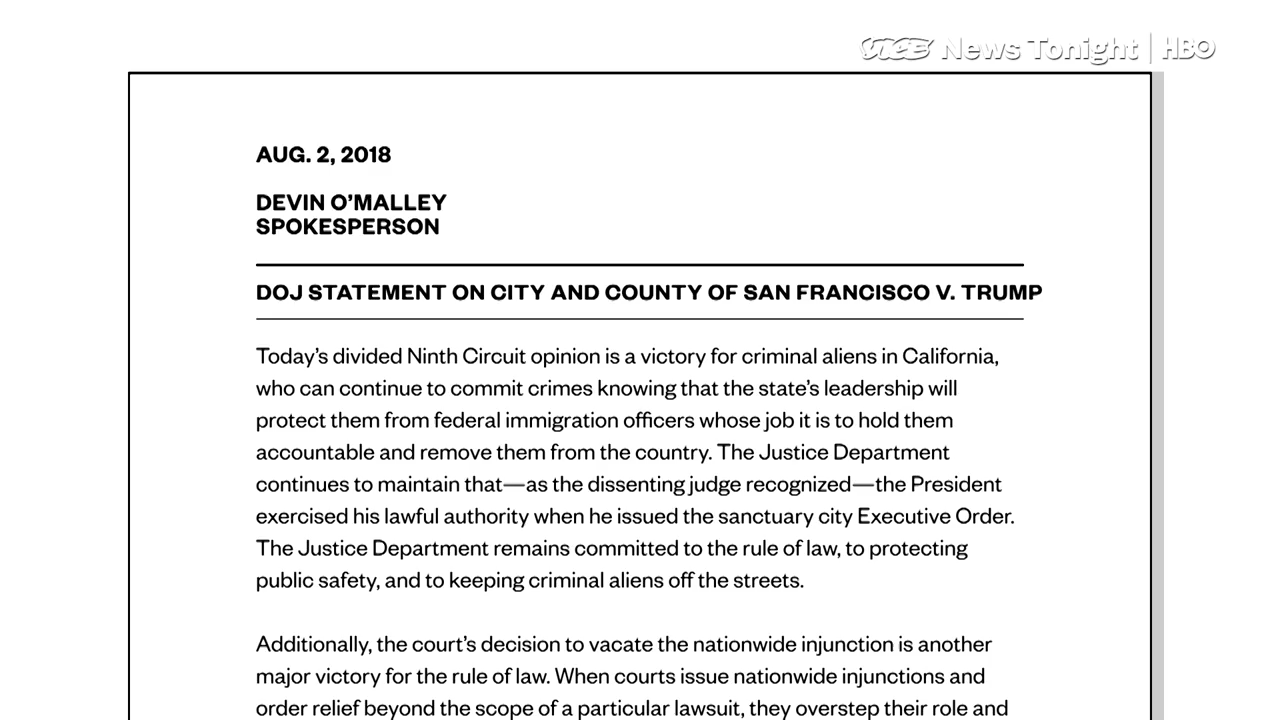 VICE News Tonight | HBO
AUG. 2, 2018
DEVIN O’MALLEY
SPOKESPERSON
DOJ STATEMENT ON CITY AND COUNTY OF SAN FRANCISCO V. TRUMP
Today’s divided Ninth Circuit opinion is a victory for criminal aliens in California,
who can continue to commit crimes knowing that the state’s leadership will
protect them from federal immigration officers whose job it is to hold them
accountable and remove them from the country. The Justice Department
continues to maintain that—as the dissenting judge recognized—the President
exercised his lawful authority when he issued the sanctuary city Executive Order.
The Justice Department remains committed to the rule of law, to protecting
public safety, and to keeping criminal aliens off the streets.
Additionally, the court’s decision to vacate the nationwide injunction is another
major victory for the rule of law. When courts issue nationwide injunctions and
order relief beyond the scope of a particular lawsuit, they overstep their role and